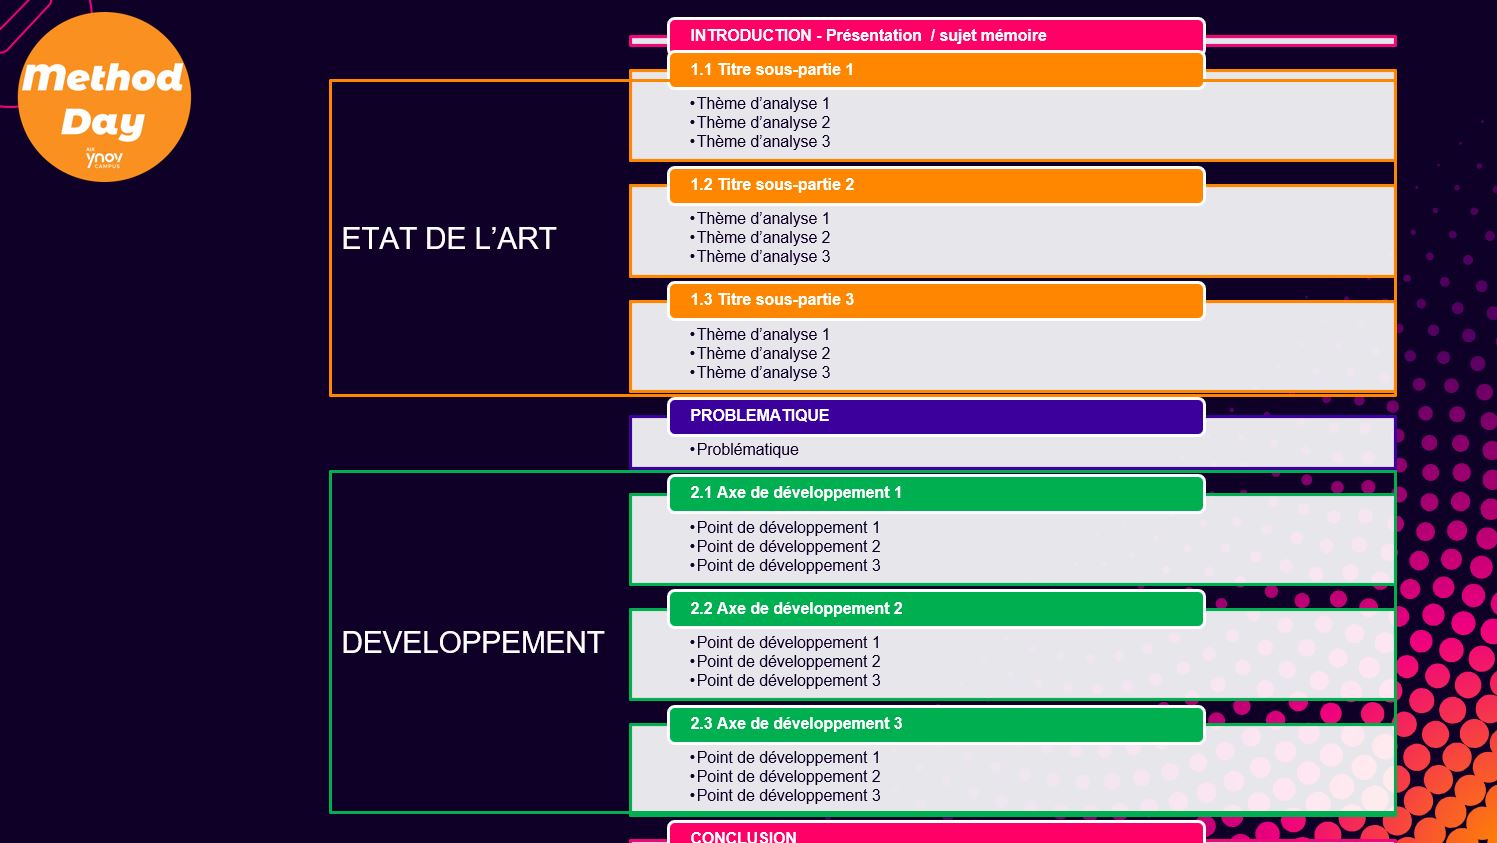 Method
Day
AIX
ynov
CAMPUS
INTRODUCTION - Présentation / sujet mémoire
ETAT DE L’ART
1.1 Titre sous-partie 1
•Thème d’analyse 1
•Thème d’analyse 2
•Thème d’analyse 3
1.2 Titre sous-partie 2
•Thème d’analyse 1
•Thème d’analyse 2
•Thème d’analyse 3
1.3 Titre sous-partie 3
•Thème d’analyse 1
•Thème d’analyse 2
•Thème d’analyse 3
PROBLEMATIQUE
•Problématique
DEVELOPPEMENT
2.1 Axe de développement 1
•Point de développement 1
•Point de développement 2
•Point de développement 3
2.2 Axe de développement 2
•Point de développement 1
•Point de développement 2
•Point de développement 3
2.3 Axe de développement 3
•Point de développement 1
•Point de développement 2
•Point de développement 3
CONCLUSION